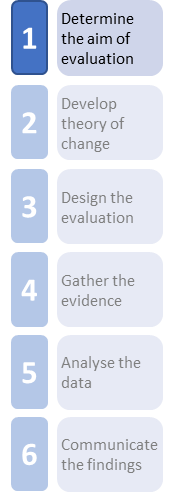 1
Determine
the aim of
evaluation
2
Develop
theory of
change
3
Design the
evaluation
4
Gather the
evidence
5
Analyse the
data
6
Communicate
the findings